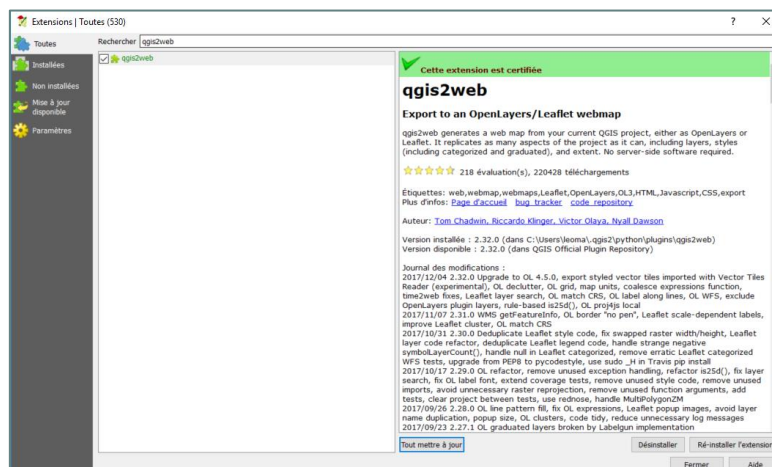 Extensions | Toutes (530)
?
Toutes
Installées
Non installées
Mise à jour
disponible
Paramètres
Rechercher qgis2web
qgis2web
Cette extension est certifiée
qgis2web
Export to an OpenLayers/Leaflet webmap
qgis2web generates a web map from your current QGIS project, either as OpenLayers or
Leaflet. It replicates as many aspects of the project as it can, including layers, styles
(including categorized and graduated), and extent. No server-side software required.
218 évaluation(s), 220428 téléchargements
Étiquettes: web,webmap,webmaps,Leaflet,OpenLayers,OL3,HTML,Javascript,CSS,export
Plus d'infos: Page d'accueil bug tracker code repository
Auteur: Tom Chadwin, Riccardo Klinger, Victor Olaya, Nyall Dawson
Version installée : 2.32.0 (dans C:\Users\leoma\.qgis2\python\plugins\qgis2web)
Version disponible : 2.32.0 (dans QGIS Official Plugin Repository)
Journal des modifications :
2017/12/04 2.32.0 Upgrade to OL 4.5.0, export styled vector tiles imported with Vector Tiles
Reader (experimental), OL declutter, OL grid, map units, coalesce expressions function,
time2web fixes, Leaflet layer search, OL match CRS, OL label along lines, OL WFS, exclude
OpenLayers plugin layers, rule-based is25d(), OL proj4js local
2017/11/07 2.31.0 WMS getFeatureInfo, OL border "no pen", Leaflet scale-dependent labels,
improve Leaflet cluster, OL match CRS
2017/10/31 2.30.0 Deduplicate Leaflet style code, fix swapped raster width/height, Leaflet
layer code refactor, deduplicate Leaflet legend code, handle strange negative
symbolLayerCount(), handle null in Leaflet categorized, remove erratic Leaflet categorized
WFS tests, upgrade from PEP8 to pycodestyle, use sudo _H in Travis pip install
2017/10/17 2.29.0 OL refactor, remove unused exception handling, refactor is25d(), fix layer
search, fix OL label font, extend coverage tests, remove unused style code, remove unused
imports, avoid unnecessary raster reprojection, remove unused function arguments, add
tests, clear project between tests, use rednose, handle MultiPolygonZM
2017/09/26 2.28.0 OL line pattern fill, fix OL expressions, Leaflet popup images, avoid layer
name duplication, popup size, OL clusters, code tidy, reduce unnecessary log messages
2017/09/23 2.27.1 OL graduated layers broken by Labelgun implementation
Tout mettre à jour
Désinstaller
Ré-installer l'extension
Fermer
Aide